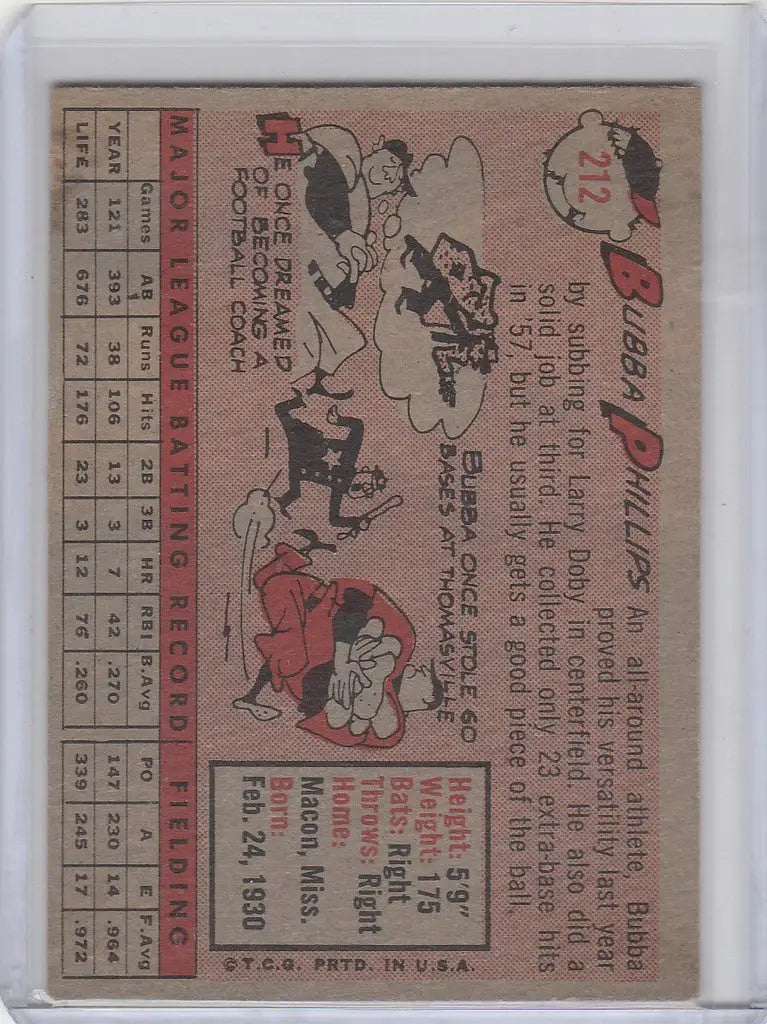 212
BUBBA PHILLIPS
An all-around athlete, Bubba
proved his versatility last year
by subbing for Larry Doby in centerfield. He also did a
solid job at third. He collected only 23 extra-base hits
in '57, but he usually gets a good piece of the ball.
BUBBA ONCE STOLE 60
BASES AT THOMASVILLE
HE ONCE DREAMED
OF BECOMING A
FOOTBALL COACH
Height: 5'9"
Weight: 175
Bats: Right
Throws: Right
Home:
Macon, Miss.
Born:
Feb. 24, 1930
©T.C.G. PRTD. IN U.S.A.
MAJOR LEAGUE BATTING RECORD FIELDING
Games AB Runs Hits 2B 3B HR RBI B.Avg PO A E F.Avg
YEAR 121 393 38 106 13 3 7 42 .270 147 230 14 .964
LIFE 283 676 72 176 23 3 12 76 .260 339 245 17 .972